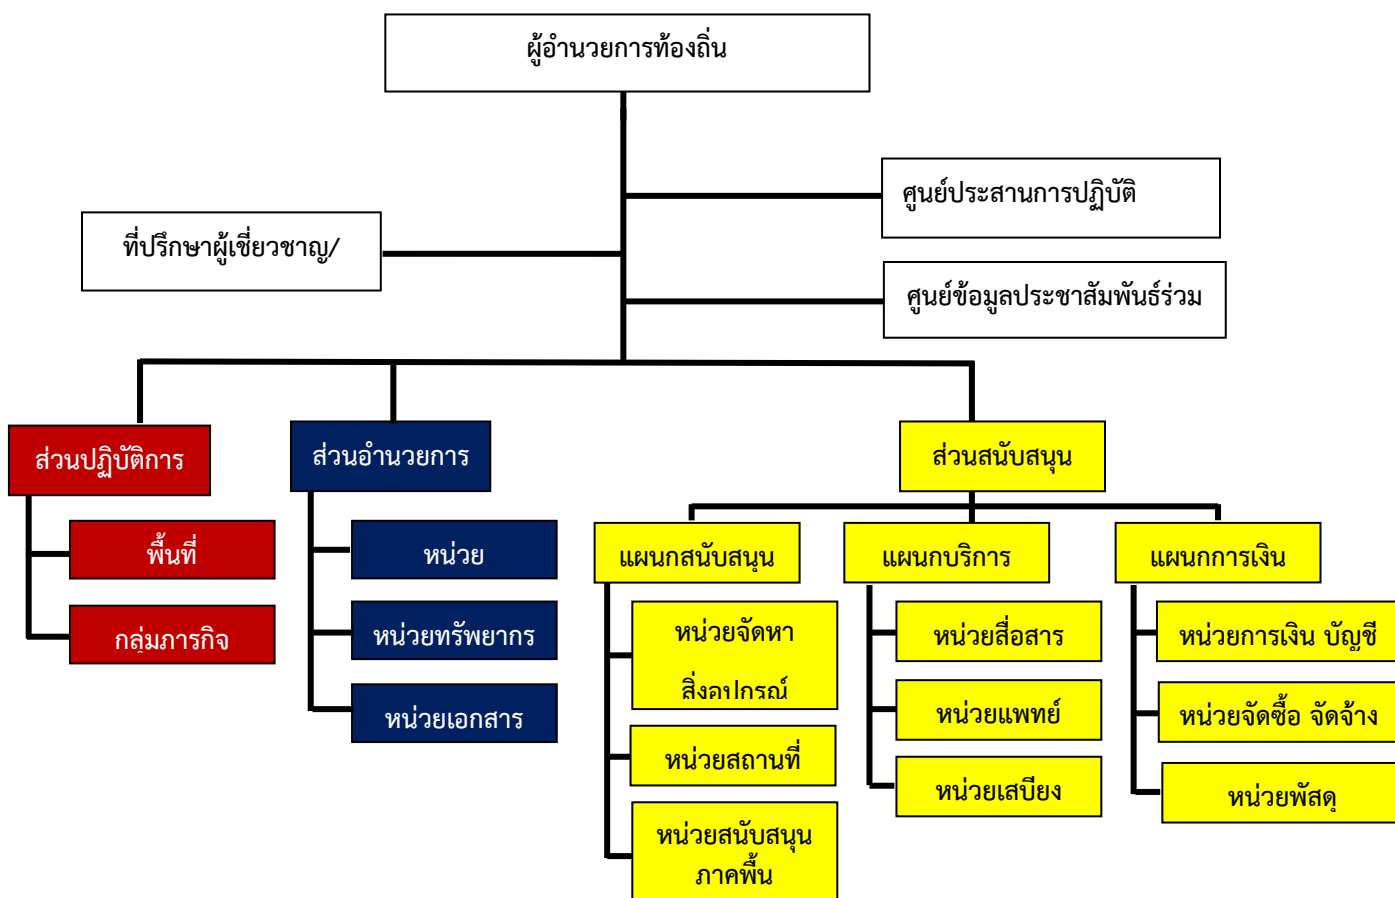 ผู้อำนวยการท้องถิ่น
ศูนย์ประสานการปฏิบัติ
ที่ปรึกษาผู้เชี่ยวชาญ/
ศูนย์ข้อมูลประชาสัมพันธ์ร่วม
ส่วนปฏิบัติการ
ส่วนอำนวยการ
ส่วนสนับสนุน
พื้นที่
หน่วย
แผนกสนับสนุน
แผนกบริการ
แผนกการเงิน
กลุ่มภารกิจ
หน่วยทรัพยากร
หน่วยจัดหา
สิ่งอุปกรณ์
หน่วยสื่อสาร
หน่วยการเงิน บัญชี
หน่วยเอกสาร
หน่วยแพทย์
หน่วยจัดซื้อ จัดจ้าง
หน่วยสถานที่
หน่วยเสบียง
หน่วยพัสดุ
หน่วยสนับสนุน
ภาคพื้น